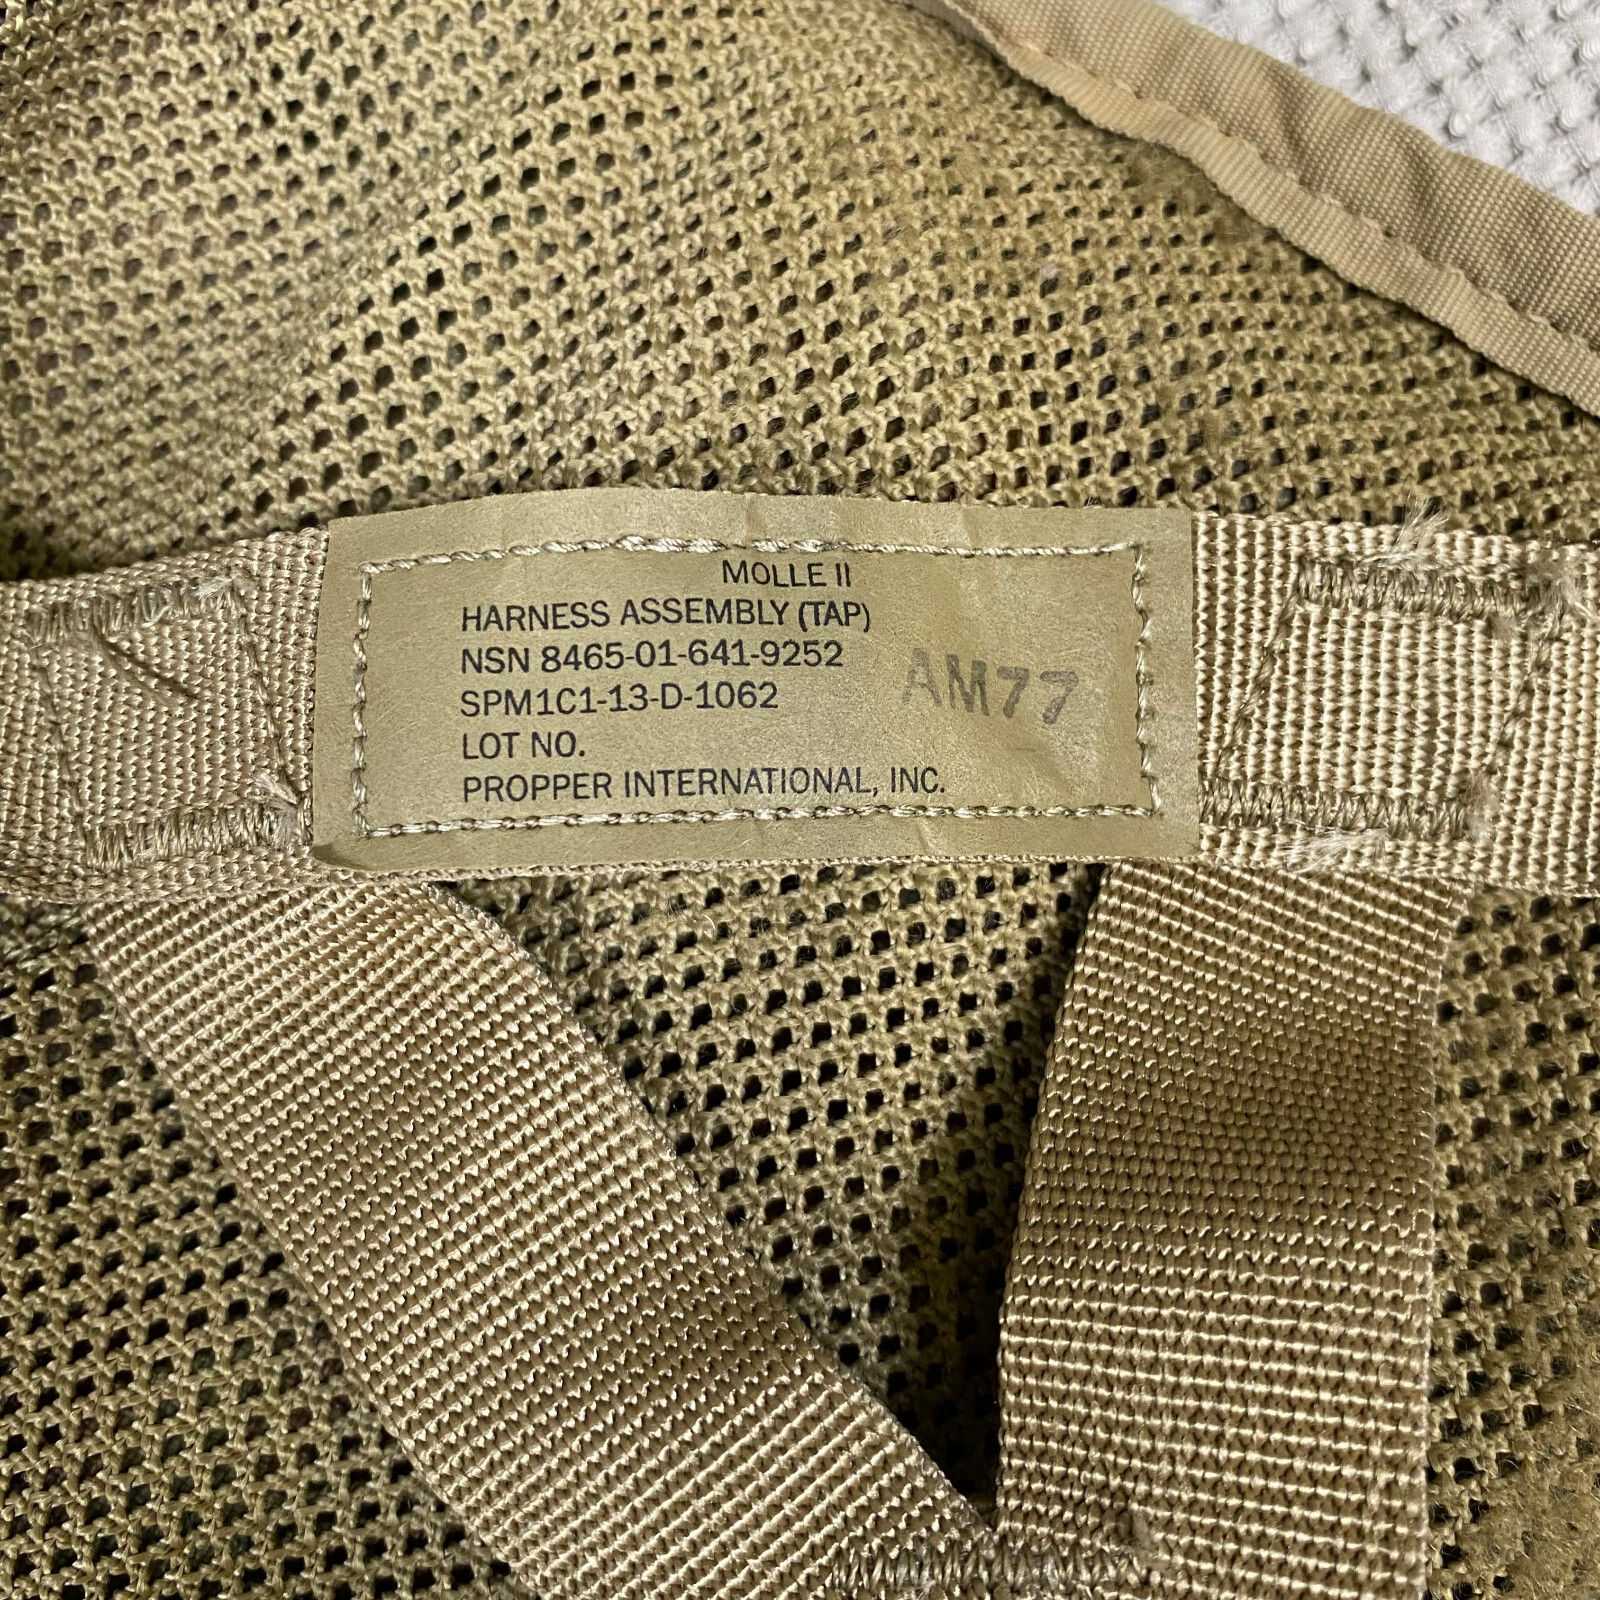 MOLLE II
HARNESS ASSEMBLY (TAP)
NSN 8465-01-641-9252
SPM1C1-13-D-1062
AM77
LOT NO.
PROPPER INTERNATIONAL, INC.